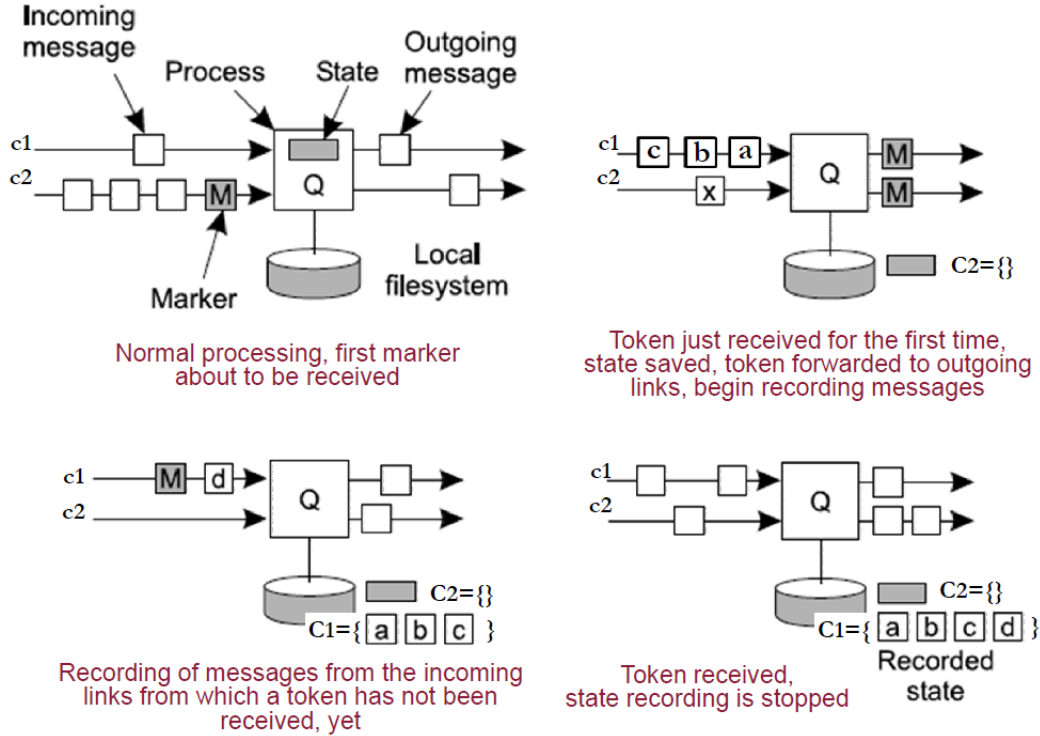 Incoming
message
Process
State
Outgoing
message
c1
c2
M
Q
Marker
Local
filesystem
Normal processing, first marker
about to be received
c1
c b a
M
c2
x
Q
M
C2={}
Token just received for the first time,
state saved, token forwarded to outgoing
links, begin recording messages
c1
M d
Q
c2
C2={}
C1={ a b c }
Recording of messages from the incoming
links from which a token has not been
received, yet
c1
c2
Q
C2={}
C1={ a b c d }
Recorded
state
Token received,
state recording is stopped